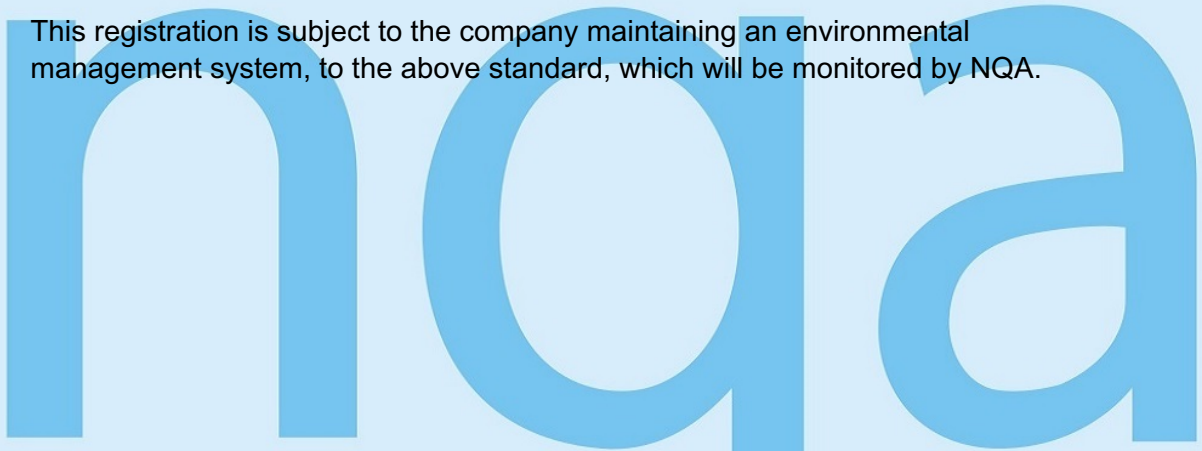 This registration is subject to the company maintaining an environmental
management system, to the above standard, which will be monitored by NQA.
nqa